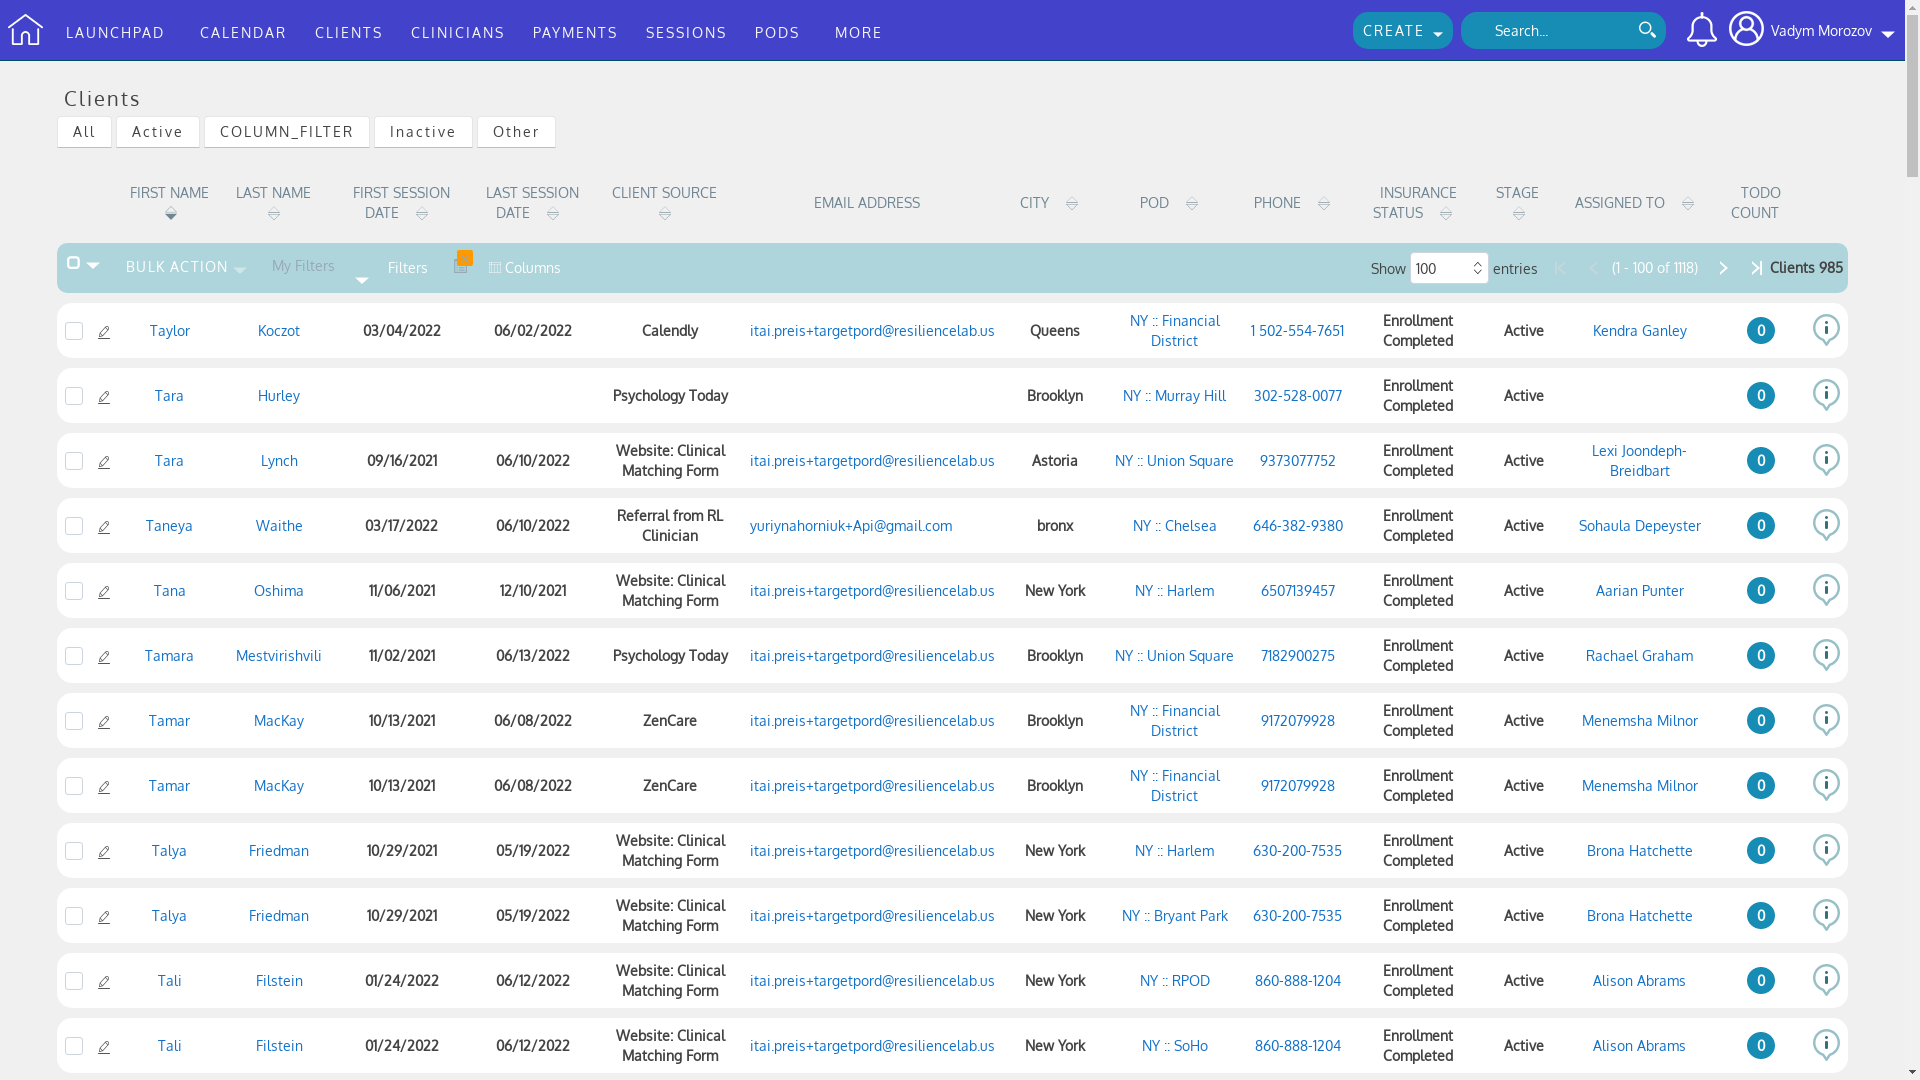 LAUNCHPAD CALENDAR CLIENTS CLINICIANS PAYMENTS SESSIONS PODS MORE CREATE Search... Vadym Morozov
Clients
All Active COLUMN_FILTER Inactive Other
FIRST NAME LAST NAME FIRST SESSION DATE LAST SESSION DATE CLIENT SOURCE EMAIL ADDRESS CITY POD PHONE INSURANCE STATUS STAGE ASSIGNED TO TODO COUNT
BULK ACTION My Filters Filters Columns Show 100 entries (1 - 100 of 1118) Clients 985
Taylor Koczot 03/04/2022 06/02/2022 Calendly itai.preis+targetpord@resiliencelab.us Queens NY :: Financial District 1 502-554-7651 Enrollment Completed Active Kendra Ganley 0
Tara Hurley Psychology Today Brooklyn NY :: Murray Hill 302-528-0077 Enrollment Completed Active 0
Tara Lynch 09/16/2021 06/10/2022 Website: Clinical Matching Form itai.preis+targetpord@resiliencelab.us Astoria NY :: Union Square 9373077752 Enrollment Completed Active Lexi Joondeph-Breidbart 0
Taneya Waithe 03/17/2022 06/10/2022 Referral from RL Clinician yuriynahorniuk+Api@gmail.com bronx NY :: Chelsea 646-382-9380 Enrollment Completed Active Sohaula Depeyster 0
Tana Oshima 11/06/2021 12/10/2021 Website: Clinical Matching Form itai.preis+targetpord@resiliencelab.us New York NY :: Harlem 6507139457 Enrollment Completed Active Aarian Punter 0
Tamara Mestvirishvili 11/02/2021 06/13/2022 Psychology Today itai.preis+targetpord@resiliencelab.us Brooklyn NY :: Union Square 7182900275 Enrollment Completed Active Rachael Graham 0
Tamar MacKay 10/13/2021 06/08/2022 ZenCare itai.preis+targetpord@resiliencelab.us Brooklyn NY :: Financial District 9172079928 Enrollment Completed Active Menemsha Milnor 0
Tamar MacKay 10/13/2021 06/08/2022 ZenCare itai.preis+targetpord@resiliencelab.us Brooklyn NY :: Financial District 9172079928 Enrollment Completed Active Menemsha Milnor 0
Talya Friedman 10/29/2021 05/19/2022 Website: Clinical Matching Form itai.preis+targetpord@resiliencelab.us New York NY :: Harlem 630-200-7535 Enrollment Completed Active Brona Hatchette 0
Talya Friedman 10/29/2021 05/19/2022 Website: Clinical Matching Form itai.preis+targetpord@resiliencelab.us New York NY :: Bryant Park 630-200-7535 Enrollment Completed Active Brona Hatchette 0
Tali Filstein 01/24/2022 06/12/2022 Website: Clinical Matching Form itai.preis+targetpord@resiliencelab.us New York NY :: RPOD 860-888-1204 Enrollment Completed Active Alison Abrams 0
Tali Filstein 01/24/2022 06/12/2022 Website: Clinical Matching Form itai.preis+targetpord@resiliencelab.us New York NY :: SoHo 860-888-1204 Enrollment Completed Active Alison Abrams 0